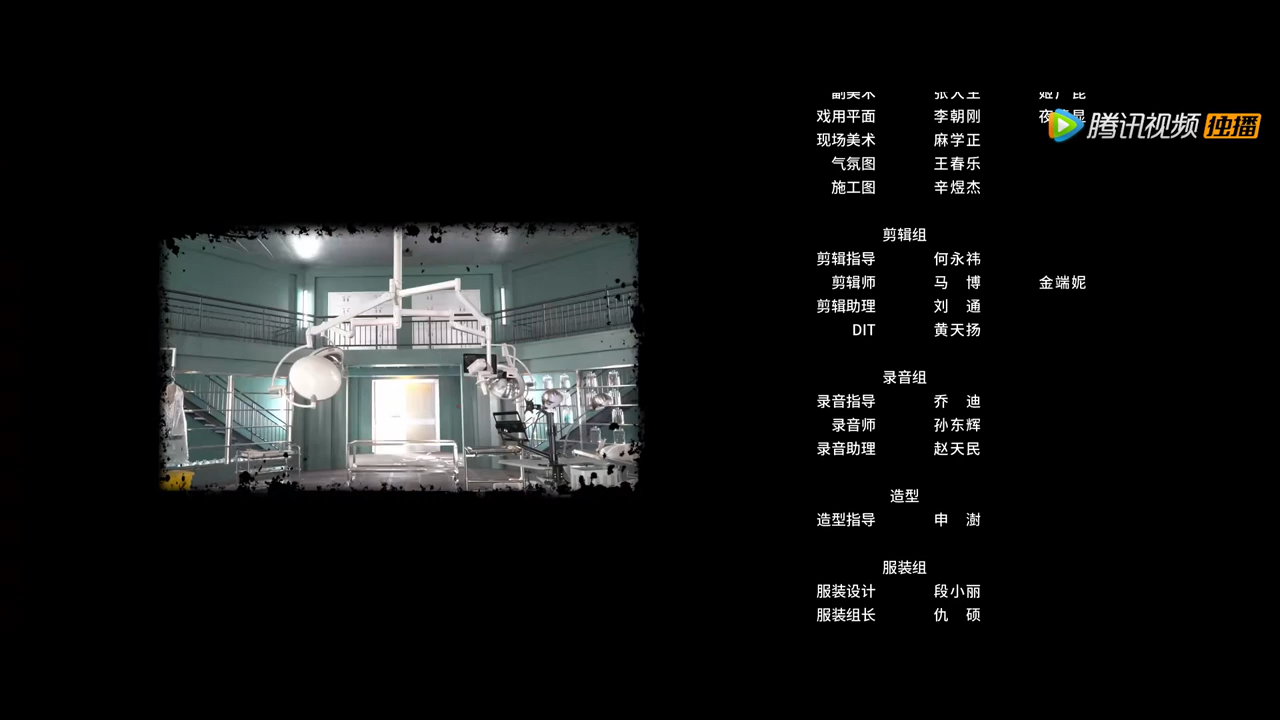 腾讯视频 独播
戏用平面 李朝刚
现场美术 麻学正
气氛图 王春乐
施工图 辛煜杰
剪辑组
剪辑指导 何永祎
剪辑师 马 博 金端妮
剪辑助理 刘 通
DIT 黄天扬
录音组
录音指导 乔 迪
录音师 孙东辉
录音助理 赵天民
造型
造型指导 申 澍
服装组
服装设计 段小丽
服装组长 仇 硕